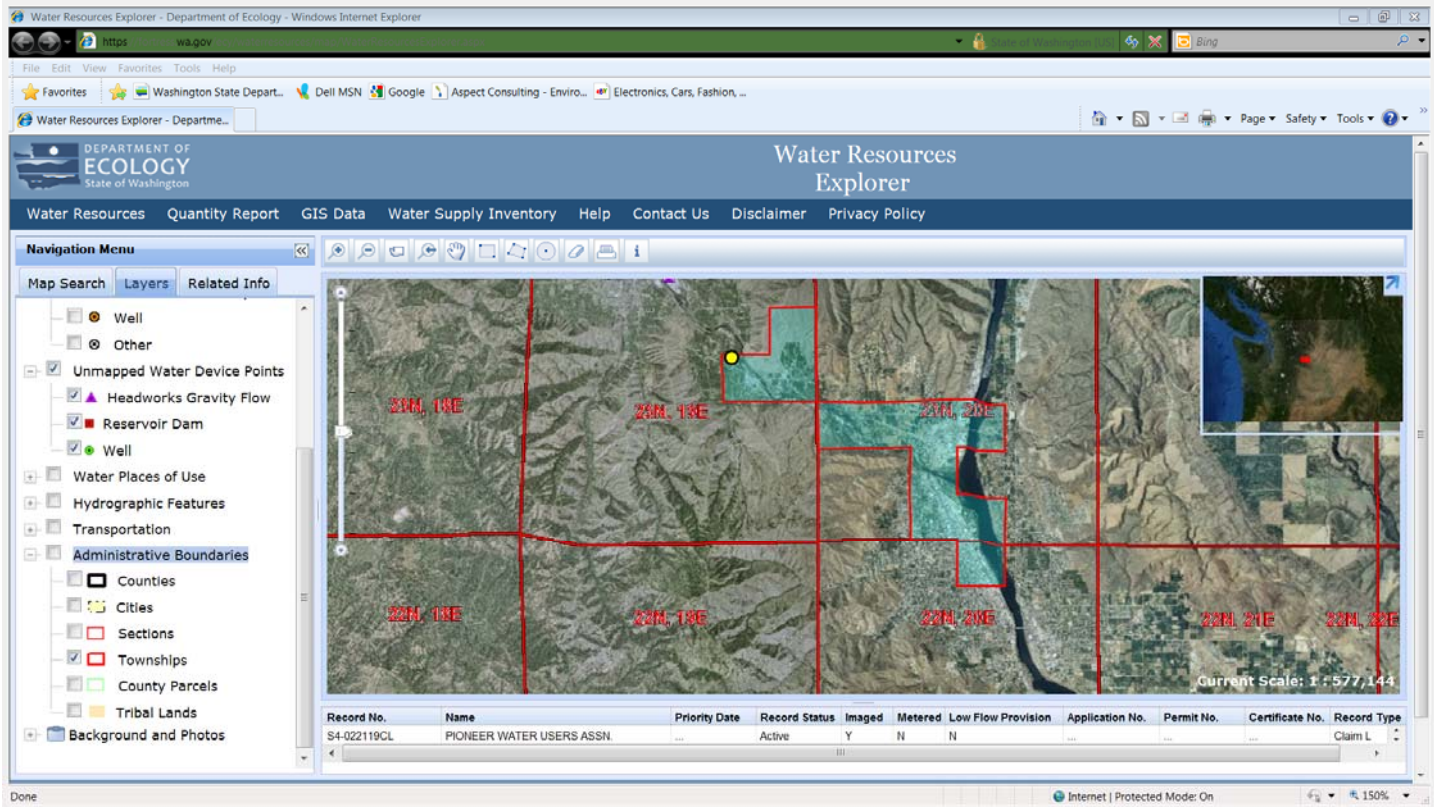 Water Resources Explorer - Department of Ecology - Windows Internet Explorer
https wa.gov State of Washington [US] Bing
File Edit View Favorites Tools Help
Favorites Washington State Depart... Dell MSN Google Aspect Consulting - Enviro... Electronics, Cars, Fashion, ...
Water Resources Explorer - Departme... Page Safety Tools
DEPARTMENT OF
ECOLOGY
State of Washington
Water Resources
Explorer
Water Resources Quantity Report GIS Data Water Supply Inventory Help Contact Us Disclaimer Privacy Policy
Navigation Menu
Map Search Layers Related Info
Well
Other
Unmapped Water Device Points
Headworks Gravity Flow
Reservoir Dam
Well
Water Places of Use
Hydrographic Features
Transportation
Administrative Boundaries
Counties
Cities
Sections
Townships
County Parcels
Tribal Lands
Background and Photos
23N, 18E 23N, 19E 23N, 20E
22N, 18E 22N, 19E 22N, 20E 22N, 21E 22N, 22E
Current Scale: 1 : 577,144
Record No. Name Priority Date Record Status Imaged Metered Low Flow Provision Application No. Permit No. Certificate No. Record Type
S4-022119CL PIONEER WATER USERS ASSN. ... Active Y N N ... ... ... Claim L
Done Internet | Protected Mode: On 150%